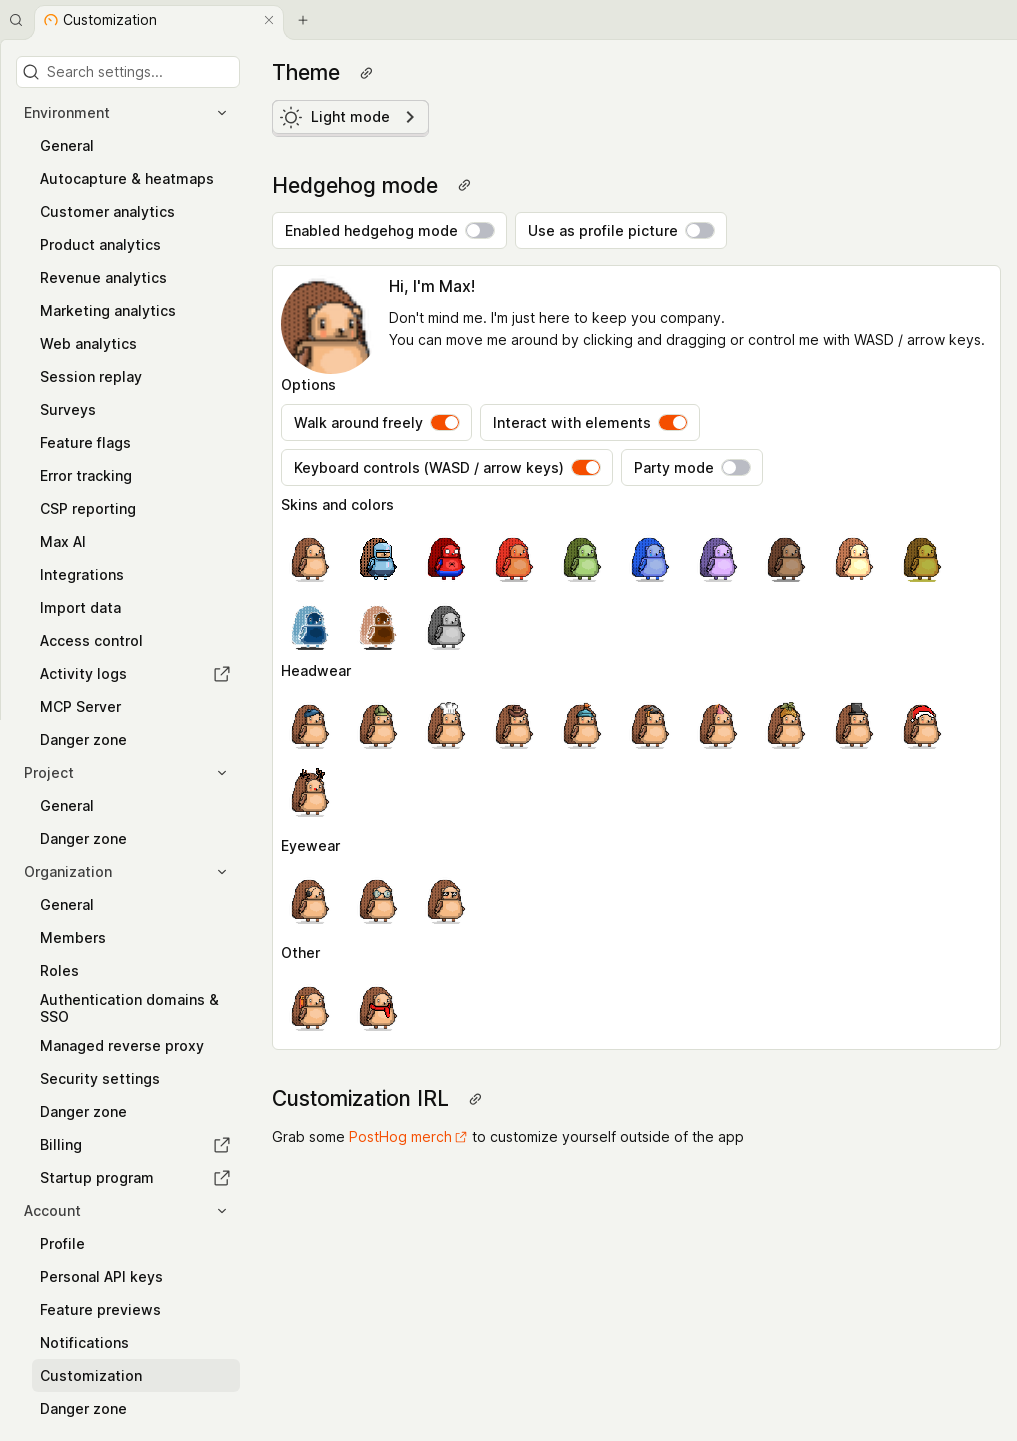 Customization
Search settings...
Environment
General
Autocapture & heatmaps
Customer analytics
Product analytics
Revenue analytics
Marketing analytics
Web analytics
Session replay
Surveys
Feature flags
Error tracking
CSP reporting
Max AI
Integrations
Import data
Access control
Activity logs
MCP Server
Danger zone
Project
General
Danger zone
Organization
General
Members
Roles
Authentication domains &
SSO
Managed reverse proxy
Security settings
Danger zone
Billing
Startup program
Account
Profile
Personal API keys
Feature previews
Notifications
Customization
Danger zone
Theme
Light mode
Hedgehog mode
Enabled hedgehog mode
Use as profile picture
Hi, I'm Max!
Don't mind me. I'm just here to keep you company.
You can move me around by clicking and dragging or control me with WASD / arrow keys.
Options
Walk around freely
Interact with elements
Keyboard controls (WASD / arrow keys)
Party mode
Skins and colors
Headwear
Eyewear
Other
Customization IRL
Grab some PostHog merch to customize yourself outside of the app